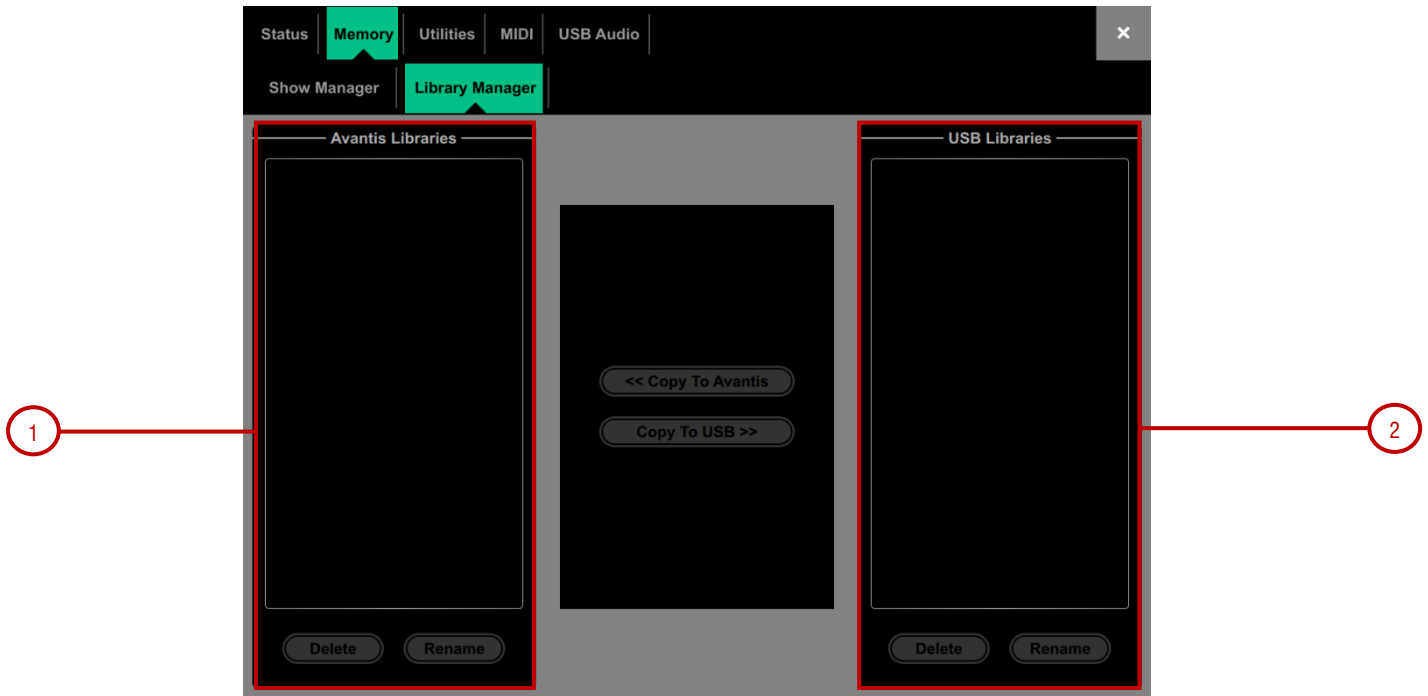 Status Memory Utilities MIDI USB Audio ×
Show Manager Library Manager
Avantis Libraries
USB Libraries
<< Copy To Avantis
Copy To USB >>
1
2
Delete Rename
Delete Rename